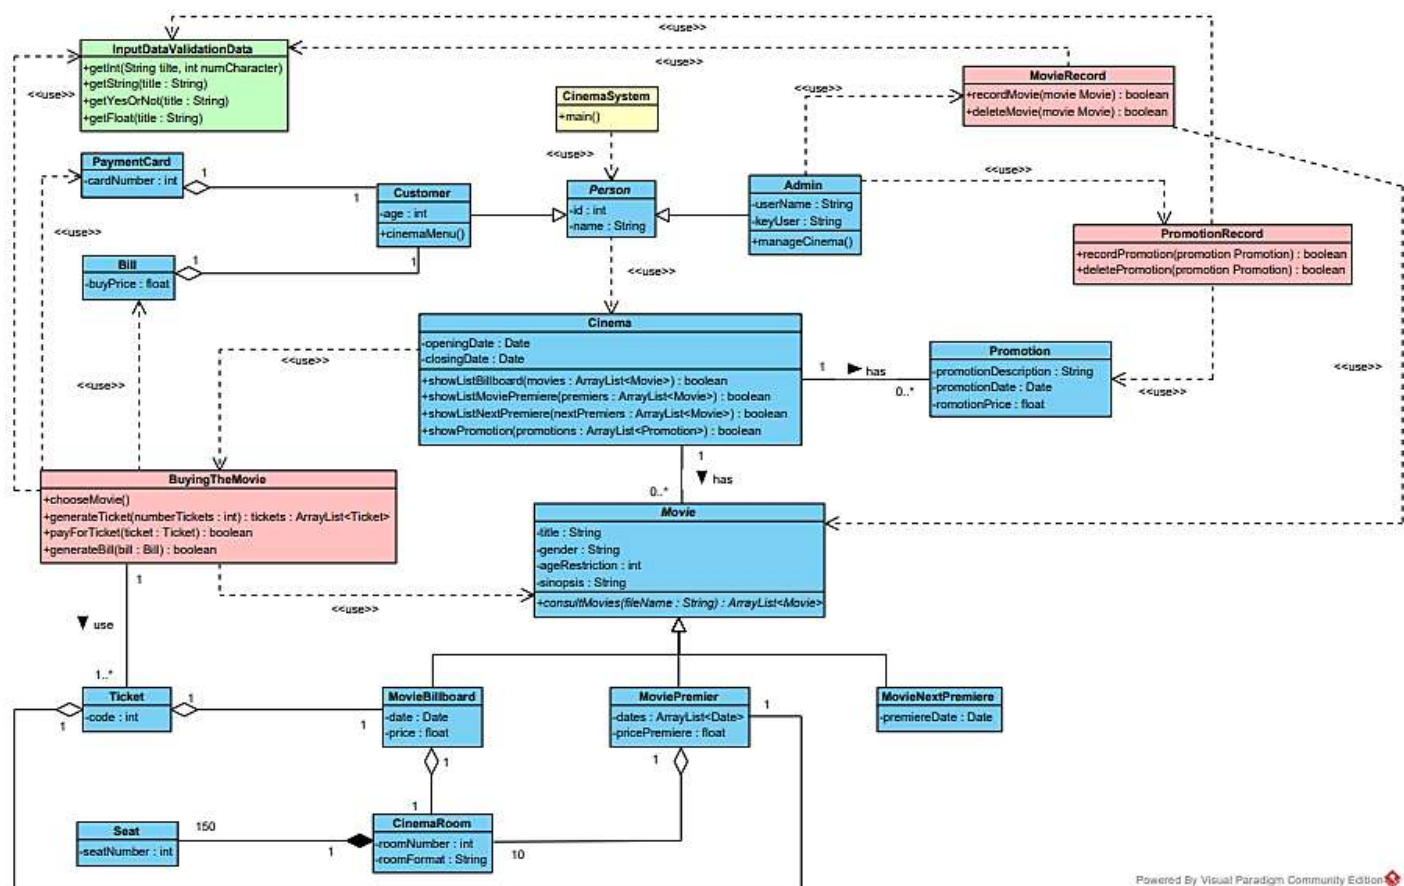 <<use>>
InputDataValidationData
+getInt(String tilte, int numCharacter)
+getString(title : String)
+getYesOrNot(title : String)
+getFloat(title : String)
<<use>>
<<use>>
CinemaSystem
+main()
<<use>>
MovieRecord
+recordMovie(movie Movie) : boolean
+deleteMovie(movie Movie) : boolean
<<use>>
<<use>>
PaymentCard
-cardNumber : int
1
1
Customer
-age : int
+cinemaMenu()
Person
-id : int
-name : String
Admin
-userName : String
-keyUser : String
+manageCinema()
<<use>>
PromotionRecord
+recordPromotion(promotion Promotion) : boolean
+deletePromotion(promotion Promotion) : boolean
<<use>>
Bill
-buyPrice : float
1
1
<<use>>
Cinema
-openingDate : Date
-closingDate : Date
+showListBillboard(movies : ArrayList<Movie>) : boolean
+showListMoviePremiere(premiers : ArrayList<Movie>) : boolean
+showListNextPremiere(nextPremiers : ArrayList<Movie>) : boolean
+showPromotion(promotions : ArrayList<Promotion>) : boolean
<<use>>
<<use>>
1
has
0..*
Promotion
-promotionDescription : String
-promotionDate : Date
-romotionPrice : float
<<use>>
<<use>>
BuyingTheMovie
+chooseMovie()
+generateTicket(numberTickets : int) : tickets : ArrayList<Ticket>
+payForTicket(ticket : Ticket) : boolean
+generateBill(bill : Bill) : boolean
1
has
0..*
Movie
-title : String
-gender : String
-ageRestriction : int
-sinopsis : String
+consultMovies(fileName : String) : ArrayList<Movie>
1
use
1..*
<<use>>
Ticket
-code : int
1
1
1
MovieBillboard
-date : Date
-price : float
MoviePremier
-dates : ArrayList<Date>
-pricePremiere : float
1
MovieNextPremiere
-premiereDate : Date
1
1
1
Seat
-seatNumber : int
150
1
CinemaRoom
-roomNumber : int
-roomFormat : String
10
Powered By Visual Paradigm Community Edition